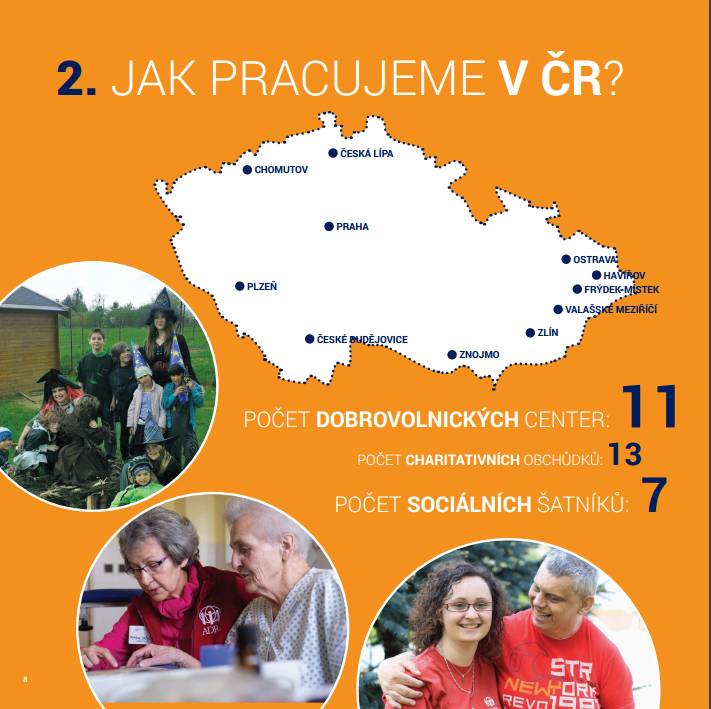 2. JAK PRACUJEME V ČR?
ČESKÁ LÍPA
CHOMUTOV
PRAHA
OSTRAVA
HAVÍŘOV
PLZEŇ
FRÝDEK-MÍSTEK
VALAŠSKÉ MEZIŘÍČÍ
ZLÍN
ČESKÉ BUDĚJOVICE
ZNOJMO
POČET DOBROVOLNICKÝCH CENTER: 11
POČET CHARITATIVNÍCH OBCHŮDKŮ: 13
POČET SOCIÁLNÍCH ŠATNÍKŮ: 7
ADRA
STR
NEW YORK
REVO
8